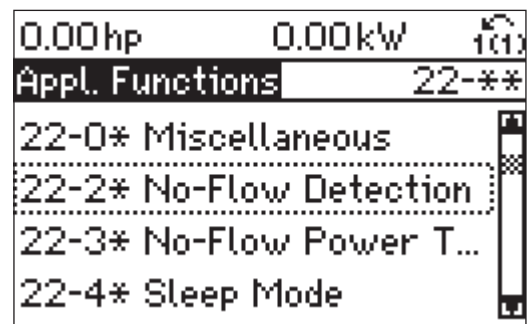 0.00hp 0.00kW 1(1)
Appl. Functions 22-**
22-0* Miscellaneous
22-2* No-Flow Detection
22-3* No-Flow Power T...
22-4* Sleep Mode